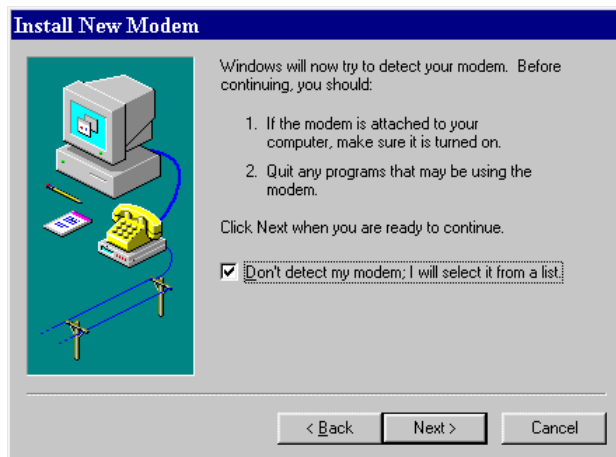 Install New Modem
Windows will now try to detect your modem.  Before
continuing, you should:
1.  If the modem is attached to your
computer, make sure it is turned on.
2.  Quit any programs that may be using the
modem.
Click Next when you are ready to continue.
Don't detect my modem; I will select it from a list.
< Back
Next >
Cancel